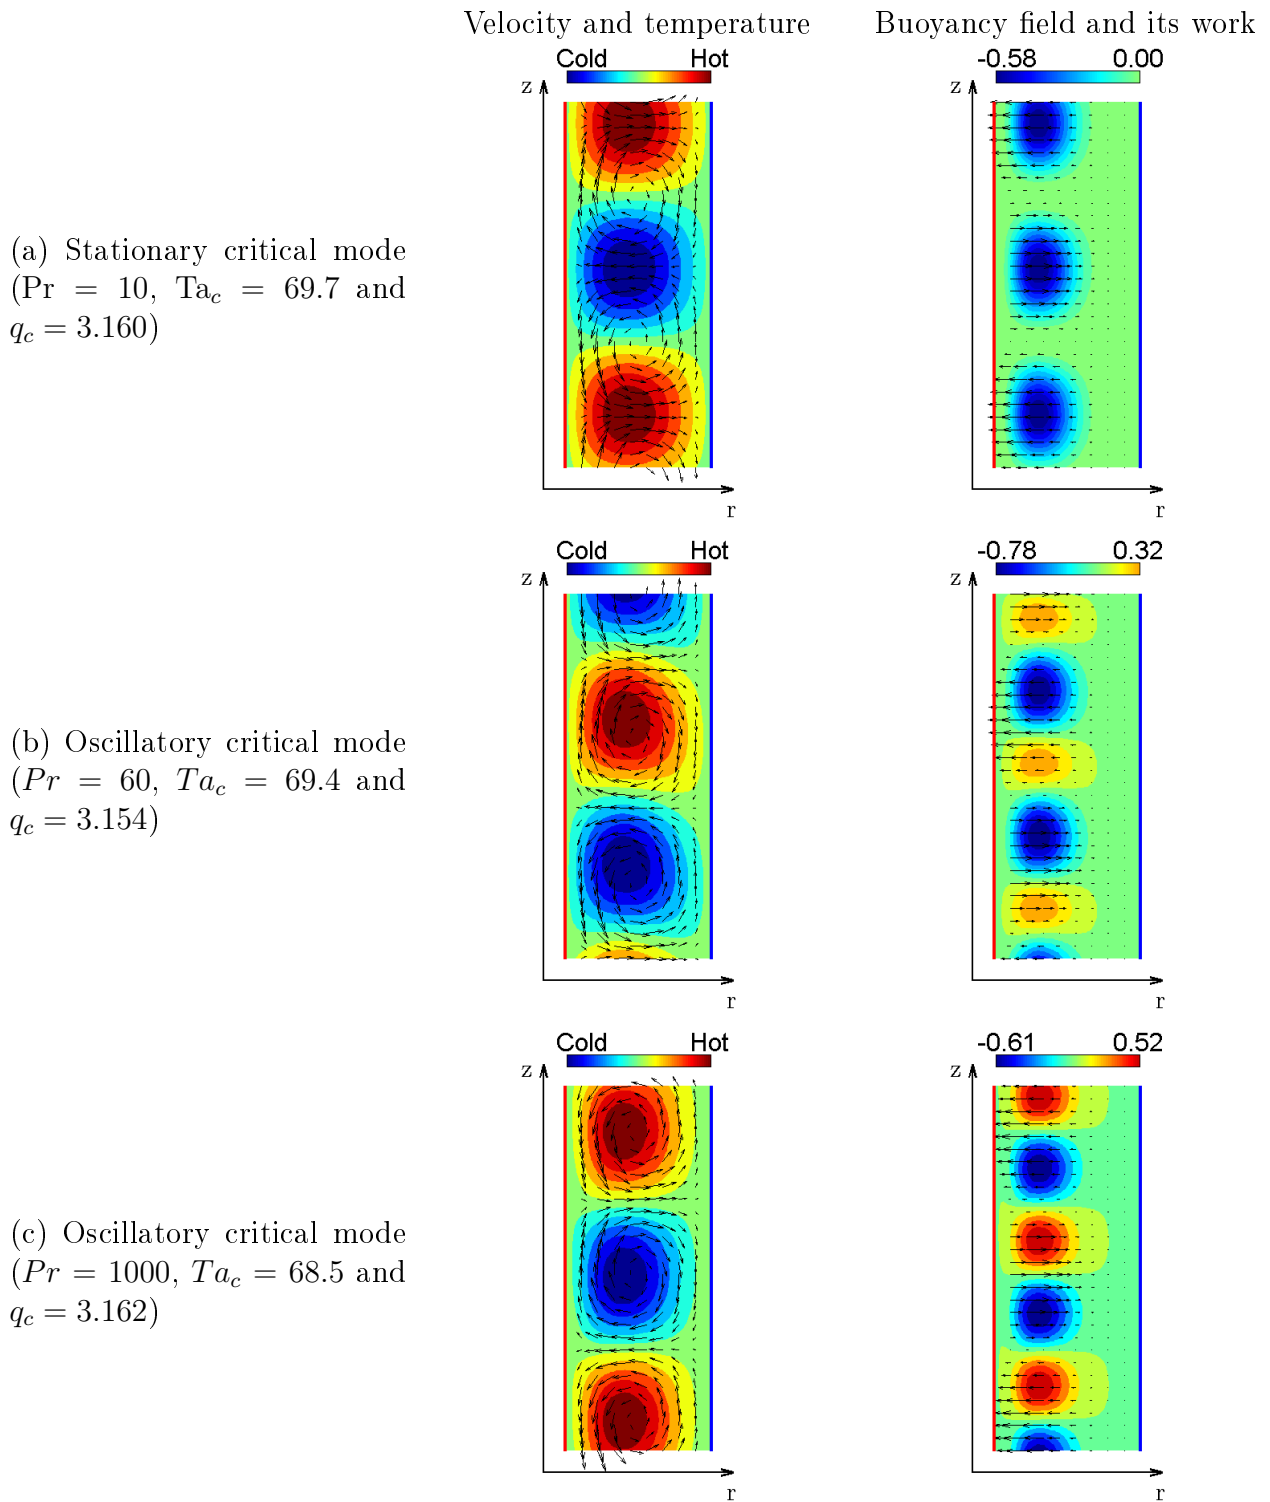 Velocity and temperature
Buoyancy field and its work
Cold Hot
-0.58 0.00
z
z
(a) Stationary critical mode
(Pr = 10, Ta_c = 69.7 and
q_c = 3.160)
r
r
Cold Hot
-0.78 0.32
z
z
(b) Oscillatory critical mode
(Pr = 60, Ta_c = 69.4 and
q_c = 3.154)
r
r
Cold Hot
-0.61 0.52
z
z
(c) Oscillatory critical mode
(Pr = 1000, Ta_c = 68.5 and
q_c = 3.162)
r
r